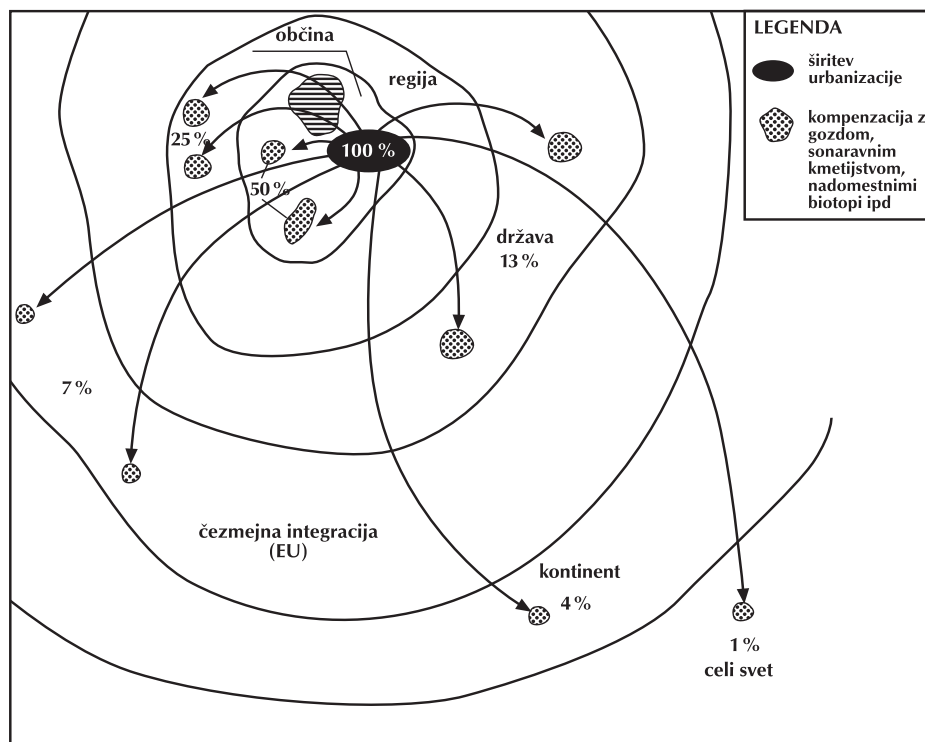 občina
regija
25 %
100 %
50 %
država
13 %
7 %
čezmejna integracija
(EU)
kontinent
4 %
1 %
celi svet
LEGENDA
širitev
urbanizacije
kompenzacija z
gozdom,
sonaravnim
kmetijstvom,
nadomestnimi
biotopi ipd